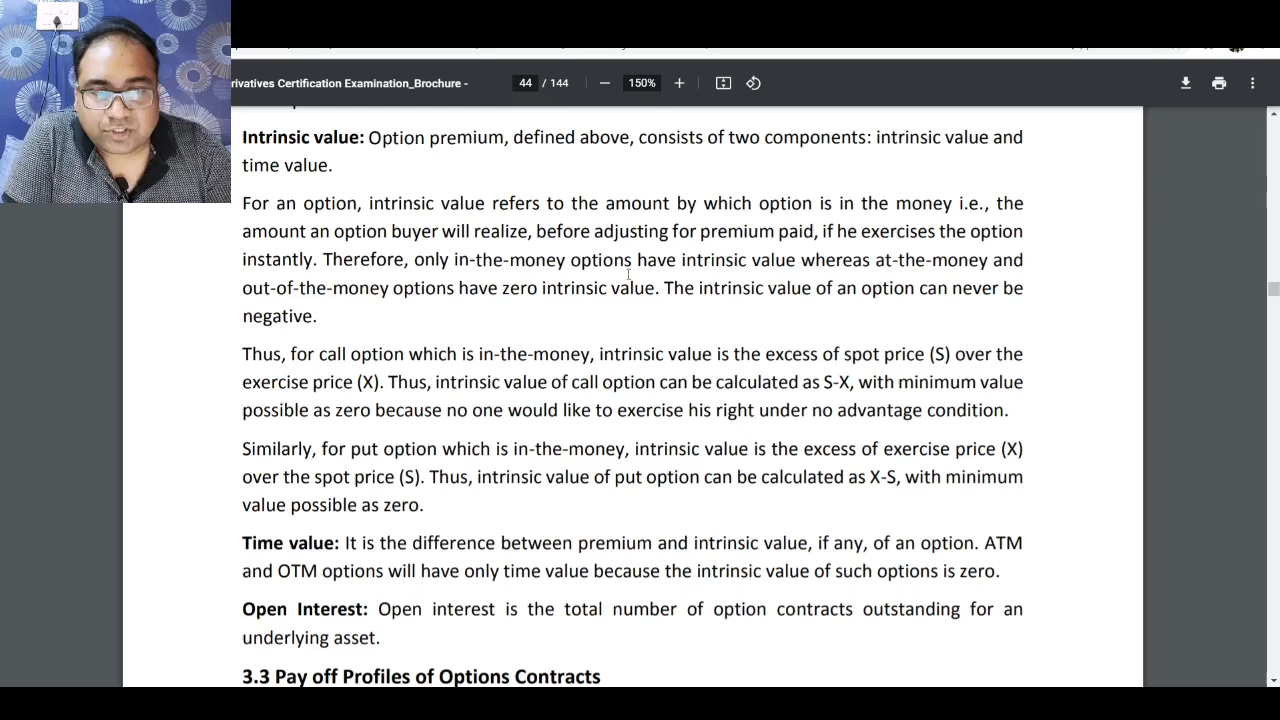 rivatives Certification Examination_Brochure -
44 / 144
150%
Intrinsic value: Option premium, defined above, consists of two components: intrinsic value and
time value.
For an option, intrinsic value refers to the amount by which option is in the money i.e., the
amount an option buyer will realize, before adjusting for premium paid, if he exercises the option
instantly. Therefore, only in-the-money options have intrinsic value whereas at-the-money and
out-of-the-money options have zero intrinsic value. The intrinsic value of an option can never be
negative.
Thus, for call option which is in-the-money, intrinsic value is the excess of spot price (S) over the
exercise price (X). Thus, intrinsic value of call option can be calculated as S-X, with minimum value
possible as zero because no one would like to exercise his right under no advantage condition.
Similarly, for put option which is in-the-money, intrinsic value is the excess of exercise price (X)
over the spot price (S). Thus, intrinsic value of put option can be calculated as X-S, with minimum
value possible as zero.
Time value: It is the difference between premium and intrinsic value, if any, of an option. ATM
and OTM options will have only time value because the intrinsic value of such options is zero.
Open Interest: Open interest is the total number of option contracts outstanding for an
underlying asset.
3.3 Pay off Profiles of Options Contracts